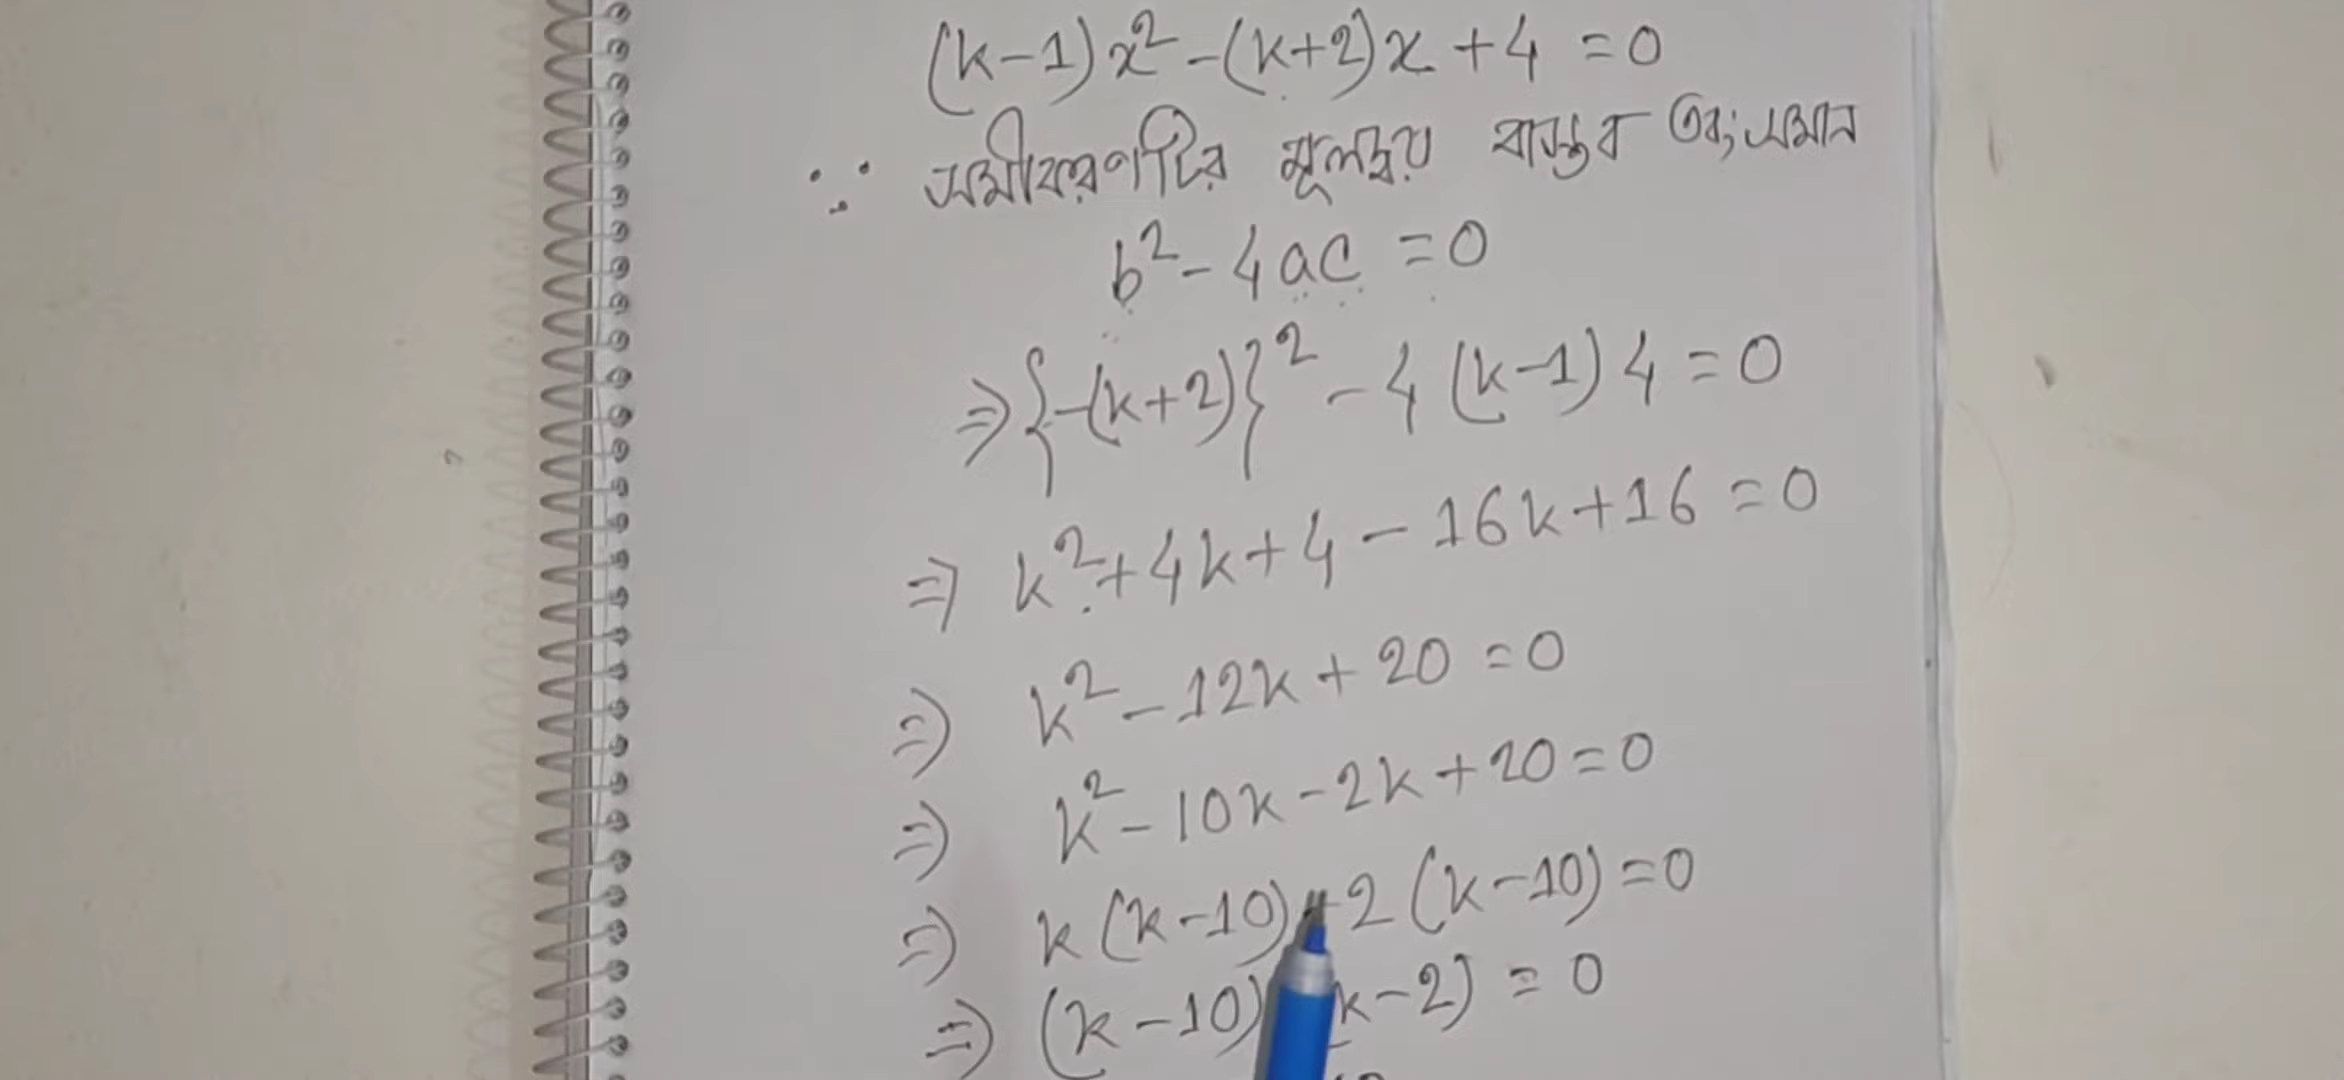 (k-1)x² -(k+2)x +4 = 0
∵ সমীকরণটির মূলদ্বয় বাস্তব এবং সমান
b² - 4ac = 0
⇒ {-(k+2)}² - 4 (k-1) 4 = 0
⇒ k² + 4k + 4 - 16k + 16 = 0
⇒ k² - 12k + 20 = 0
⇒ k² - 10k - 2k + 20 = 0
⇒ k (k-10) -2 (k-10) = 0
⇒ (k-10) (k-2) = 0